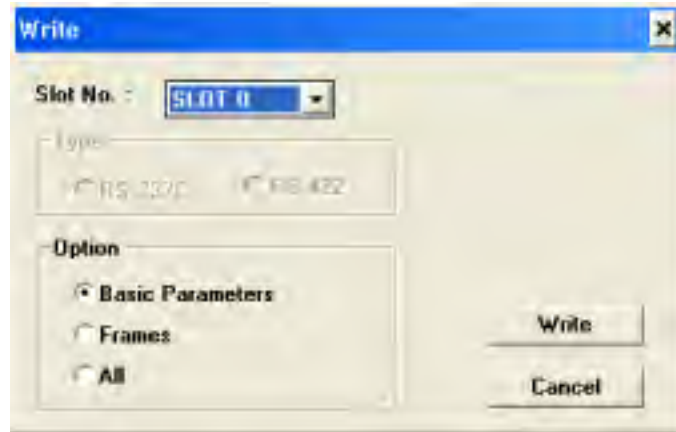 Write
Slot No. : SLOT 0
Type
RS-232C RS-422
Option
Basic Parameters
Frames
All
Write
Cancel